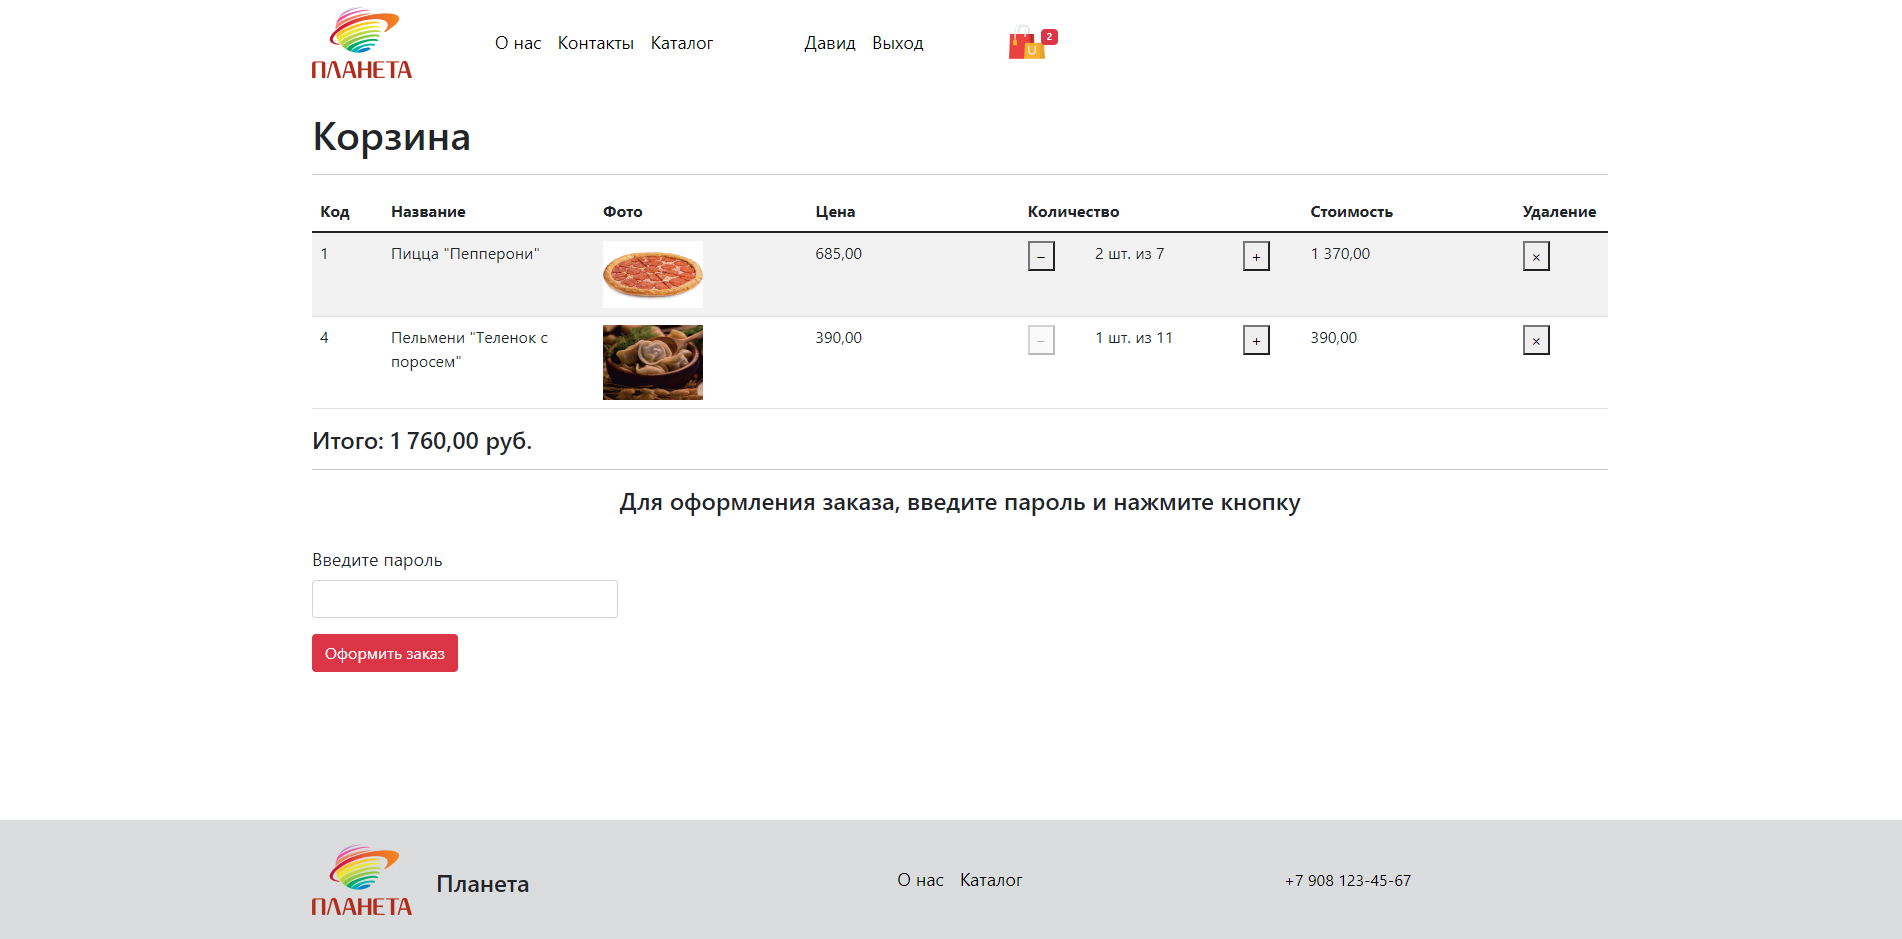 ПЛАНЕТА
О нас Контакты Каталог Давид Выход 2
Корзина
Код Название Фото Цена Количество Стоимость Удаление
1 Пицца "Пепперони" 685,00 − 2 шт. из 7 + 1 370,00 ×
4 Пельмени "Теленок с 390,00 − 1 шт. из 11 + 390,00 ×
поросем"
Итого: 1 760,00 руб.
Для оформления заказа, введите пароль и нажмите кнопку
Введите пароль
Оформить заказ
ПЛАНЕТА
Планета
О нас Каталог
+7 908 123-45-67